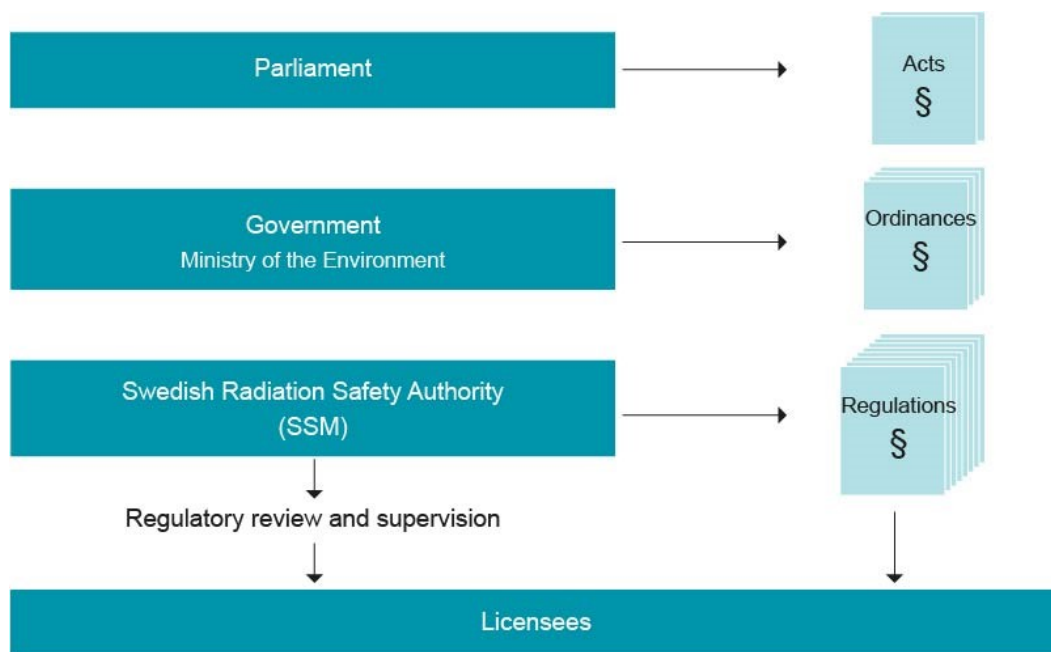 Parliament
Acts
§
Government
Ministry of the Environment
Ordinances
§
Swedish Radiation Safety Authority
(SSM)
Regulations
§
Regulatory review and supervision
Licensees